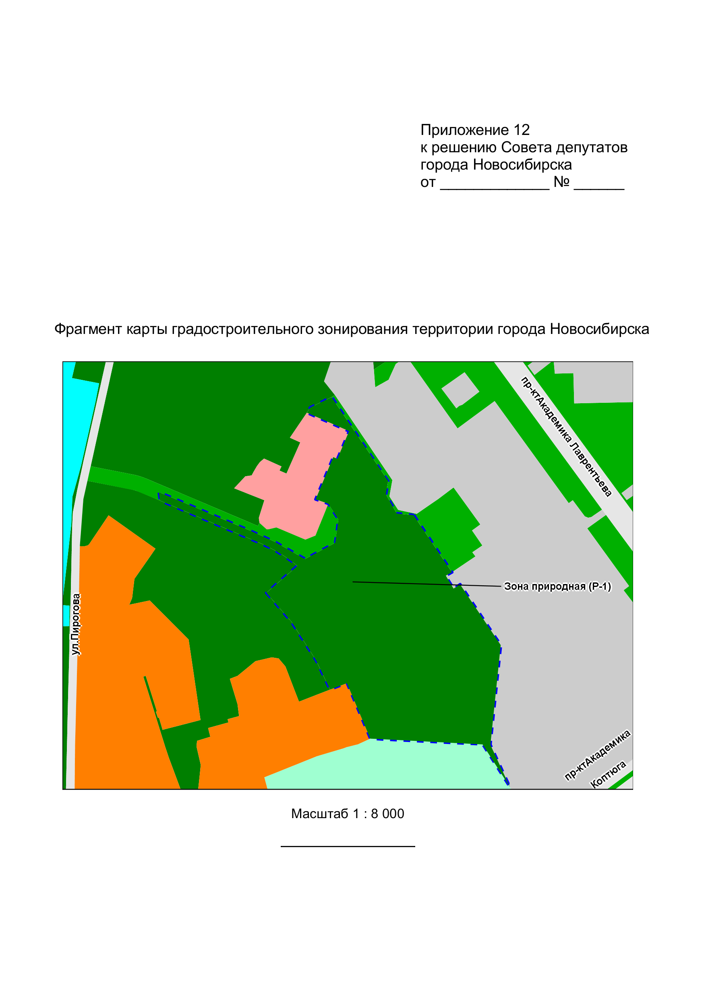 Приложение 12
к решению Совета депутатов
города Новосибирска
от _____________ № ______
Фрагмент карты градостроительного зонирования территории города Новосибирска
пр-ктАкадемика Лаврентьева
Зона природная (Р-1)
ул.Пирогова
пр-ктАкадемика
Коптюга
Масштаб 1 : 8 000